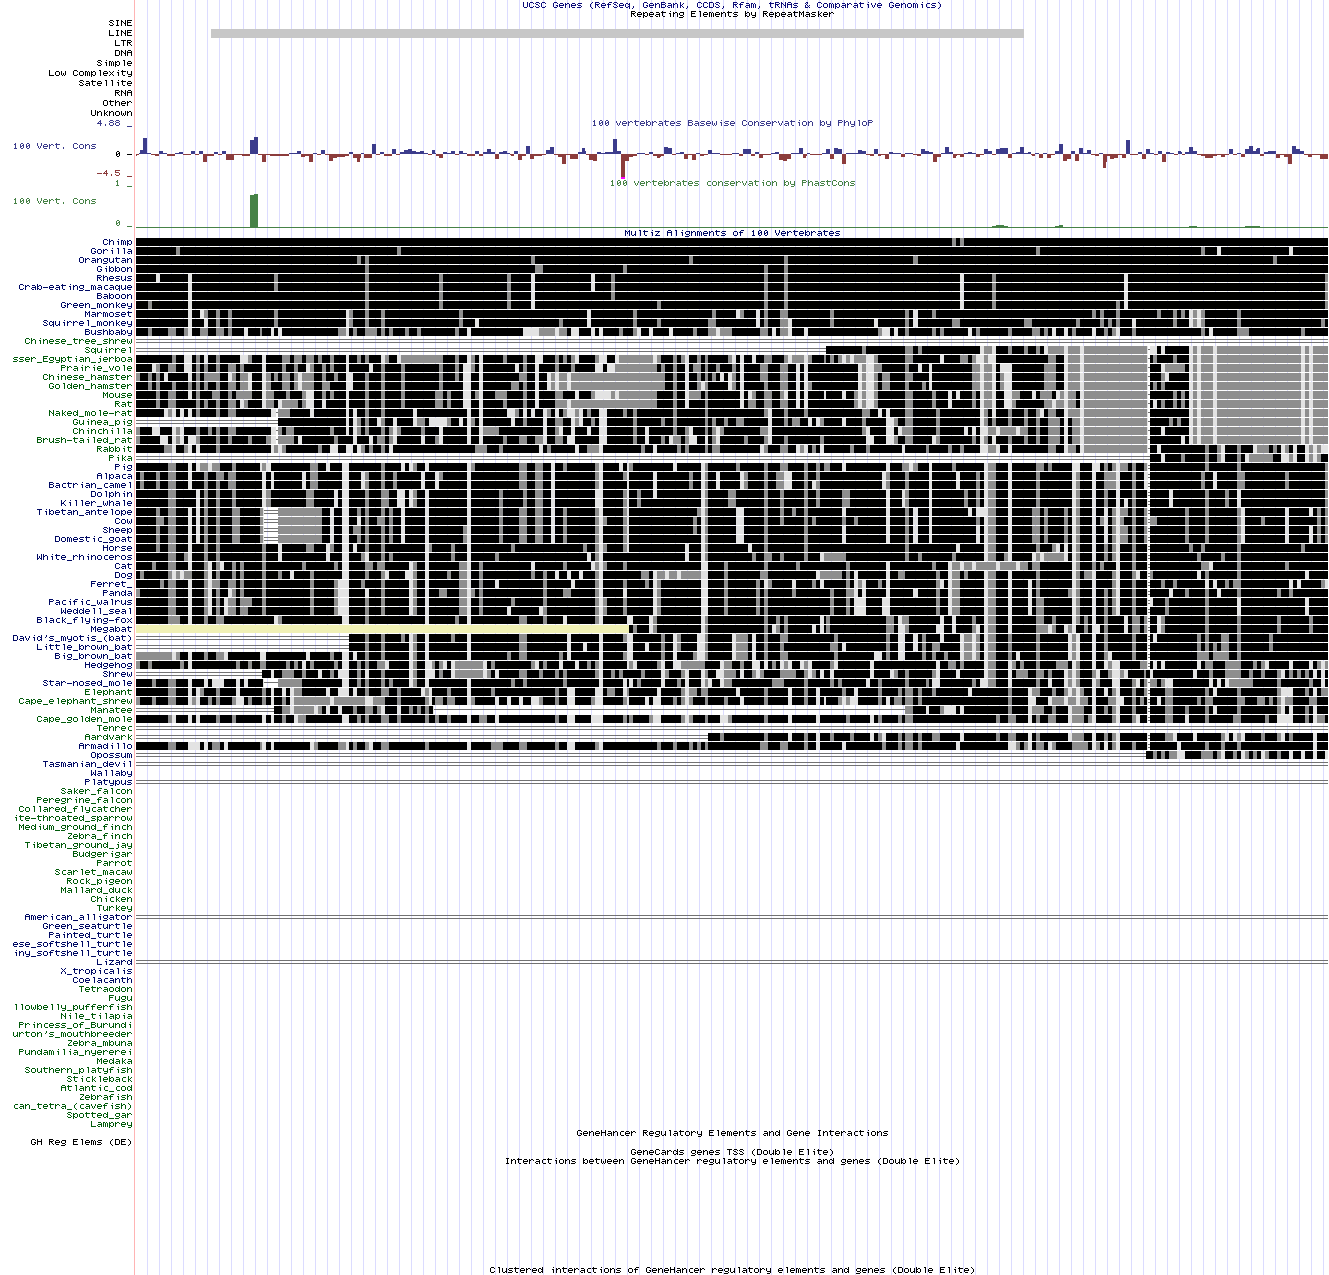 UCSC Genes (RefSeq, GenBank, CCDS, Rfam, tRNAs & Comparative Genomics)
Repeating Elements by RepeatMasker
SINE
LINE
LTR
DNA
Simple
Low Complexity
Satellite
RNA
Other
Unknown
100 vertebrates Basewise Conservation by PhyloP
4.88 _
100 Vert. Cons
0 -
-4.5 _
100 vertebrates conservation by PhastCons
1 _
100 Vert. Cons
0 _
Multiz Alignments of 100 Vertebrates
Chimp
Gorilla
Orangutan
Gibbon
Rhesus
Crab-eating_macaque
Baboon
Green_monkey
Marmoset
Squirrel_monkey
Bushbaby
Chinese_tree_shrew
Squirrel
sser_Egyptian_jerboa
Prairie_vole
Chinese_hamster
Golden_hamster
Mouse
Rat
Naked_mole-rat
Guinea_pig
Chinchilla
Brush-tailed_rat
Rabbit
Pika
Pig
Alpaca
Bactrian_camel
Dolphin
Killer_whale
Tibetan_antelope
Cow
Sheep
Domestic_goat
Horse
White_rhinoceros
Cat
Dog
Ferret_
Panda
Pacific_walrus
Weddell_seal
Black_flying-fox
Megabat
David's_myotis_(bat)
Little_brown_bat
Big_brown_bat
Hedgehog
Shrew
Star-nosed_mole
Elephant
Cape_elephant_shrew
Manatee
Cape_golden_mole
Tenrec
Aardvark
Armadillo
Opossum
Tasmanian_devil
Wallaby
Platypus
Saker_falcon
Peregrine_falcon
Collared_flycatcher
ite-throated_sparrow
Medium_ground_finch
Zebra_finch
Tibetan_ground_jay
Budgerigar
Parrot
Scarlet_macaw
Rock_pigeon
Mallard_duck
Chicken
Turkey
American_alligator
Green_seaturtle
Painted_turtle
ese_softshell_turtle
iny_softshell_turtle
Lizard
X_tropicalis
Coelacanth
Tetraodon
Fugu
llowbelly_pufferfish
Nile_tilapia
Princess_of_Burundi
urton's_mouthbreeder
Zebra_mbuna
Pundamilia_nyererei
Medaka
Southern_platyfish
Stickleback
Atlantic_cod
Zebrafish
can_tetra_(cavefish)
Spotted_gar
Lamprey
GeneHancer Regulatory Elements and Gene Interactions
GH Reg Elems (DE)
GeneCards genes TSS (Double Elite)
Interactions between GeneHancer regulatory elements and genes (Double Elite)
Clustered interactions of GeneHancer regulatory elements and genes (Double Elite)